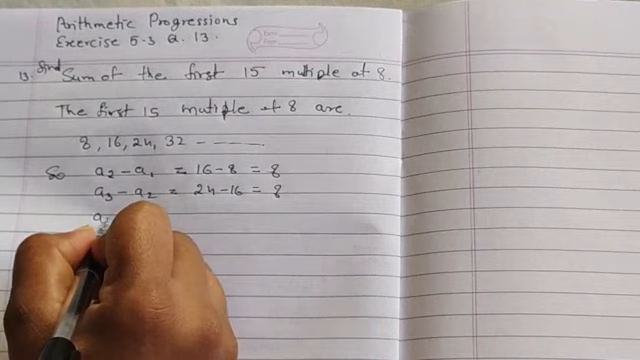 Arithmetic Progressions
Exercise 5.3 Q. 13.
13. find Sum of the first 15 multiple of 8.
The first 15 mutiple of 8 are.
8, 16, 24, 32 -------
So a₂ - a₁ = 16 - 8 = 8
a₃ - a₂ = 24 - 16 = 8
a